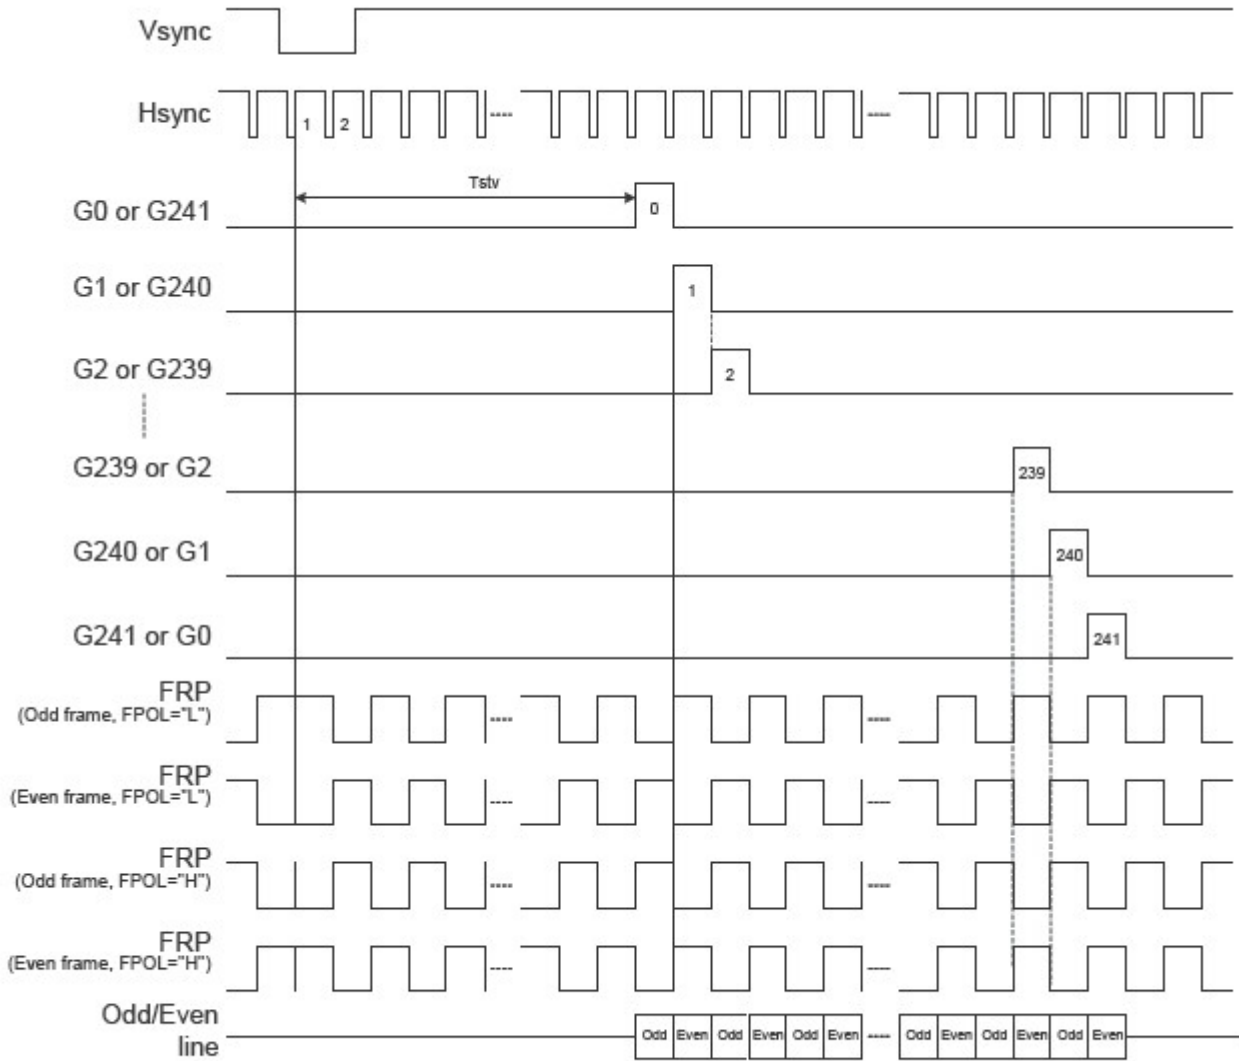 Vsync
Hsync
1 2
Tstv
G0 or G241
0
G1 or G240
1
G2 or G239
2
G239 or G2
239
G240 or G1
240
G241 or G0
241
FRP
(Odd frame, FPOL="L")
FRP
(Even frame, FPOL="L")
FRP
(Odd frame, FPOL="H")
FRP
(Even frame, FPOL="H")
Odd/Even
line
Odd Even Odd Even Odd Even Odd Even Odd Even Odd Even